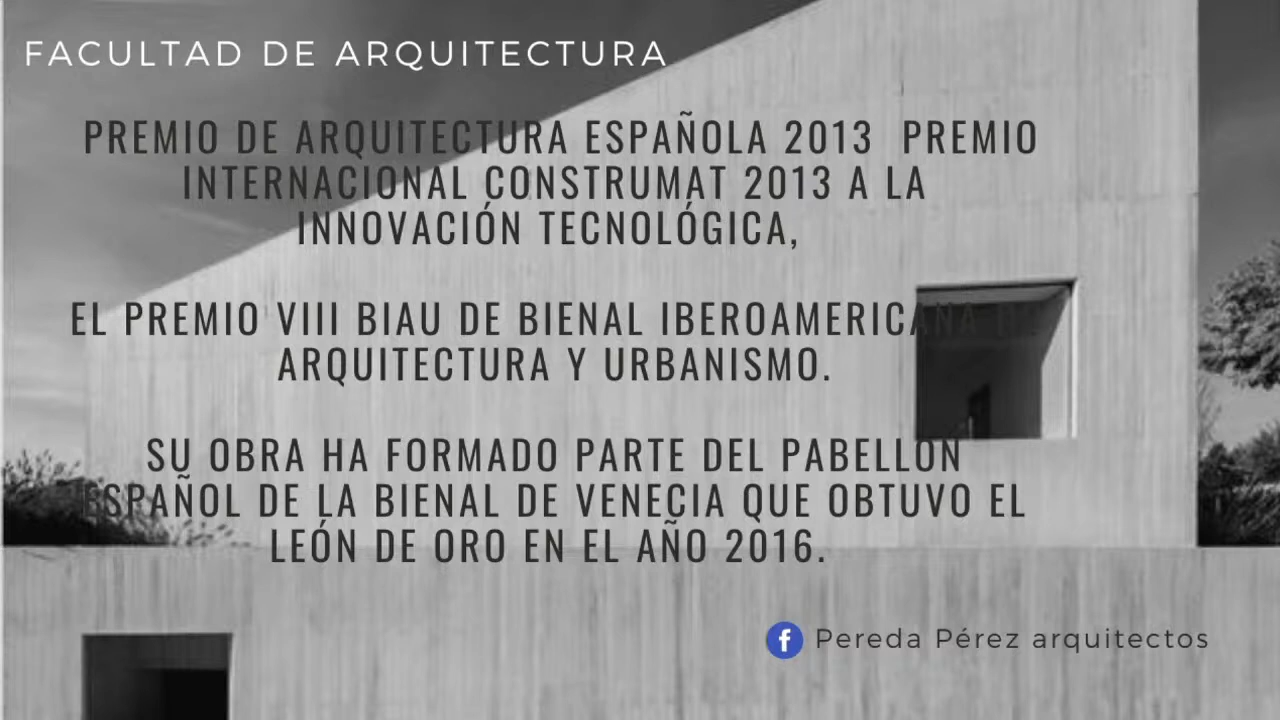 FACULTAD DE ARQUITECTURA
PREMIO DE ARQUITECTURA ESPAÑOLA 2013 PREMIO
INTERNACIONAL CONSTRUMAT 2013 A LA
INNOVACIÓN TECNOLÓGICA,
EL PREMIO VIII BIAU DE BIENAL IBEROAMERICANA
ARQUITECTURA Y URBANISMO.
SU OBRA HA FORMADO PARTE DEL PABELLÓN
ESPAÑOL DE LA BIENAL DE VENECIA QUE OBTUVO EL
LEÓN DE ORO EN EL AÑO 2016.
Pereda Pérez arquitectos